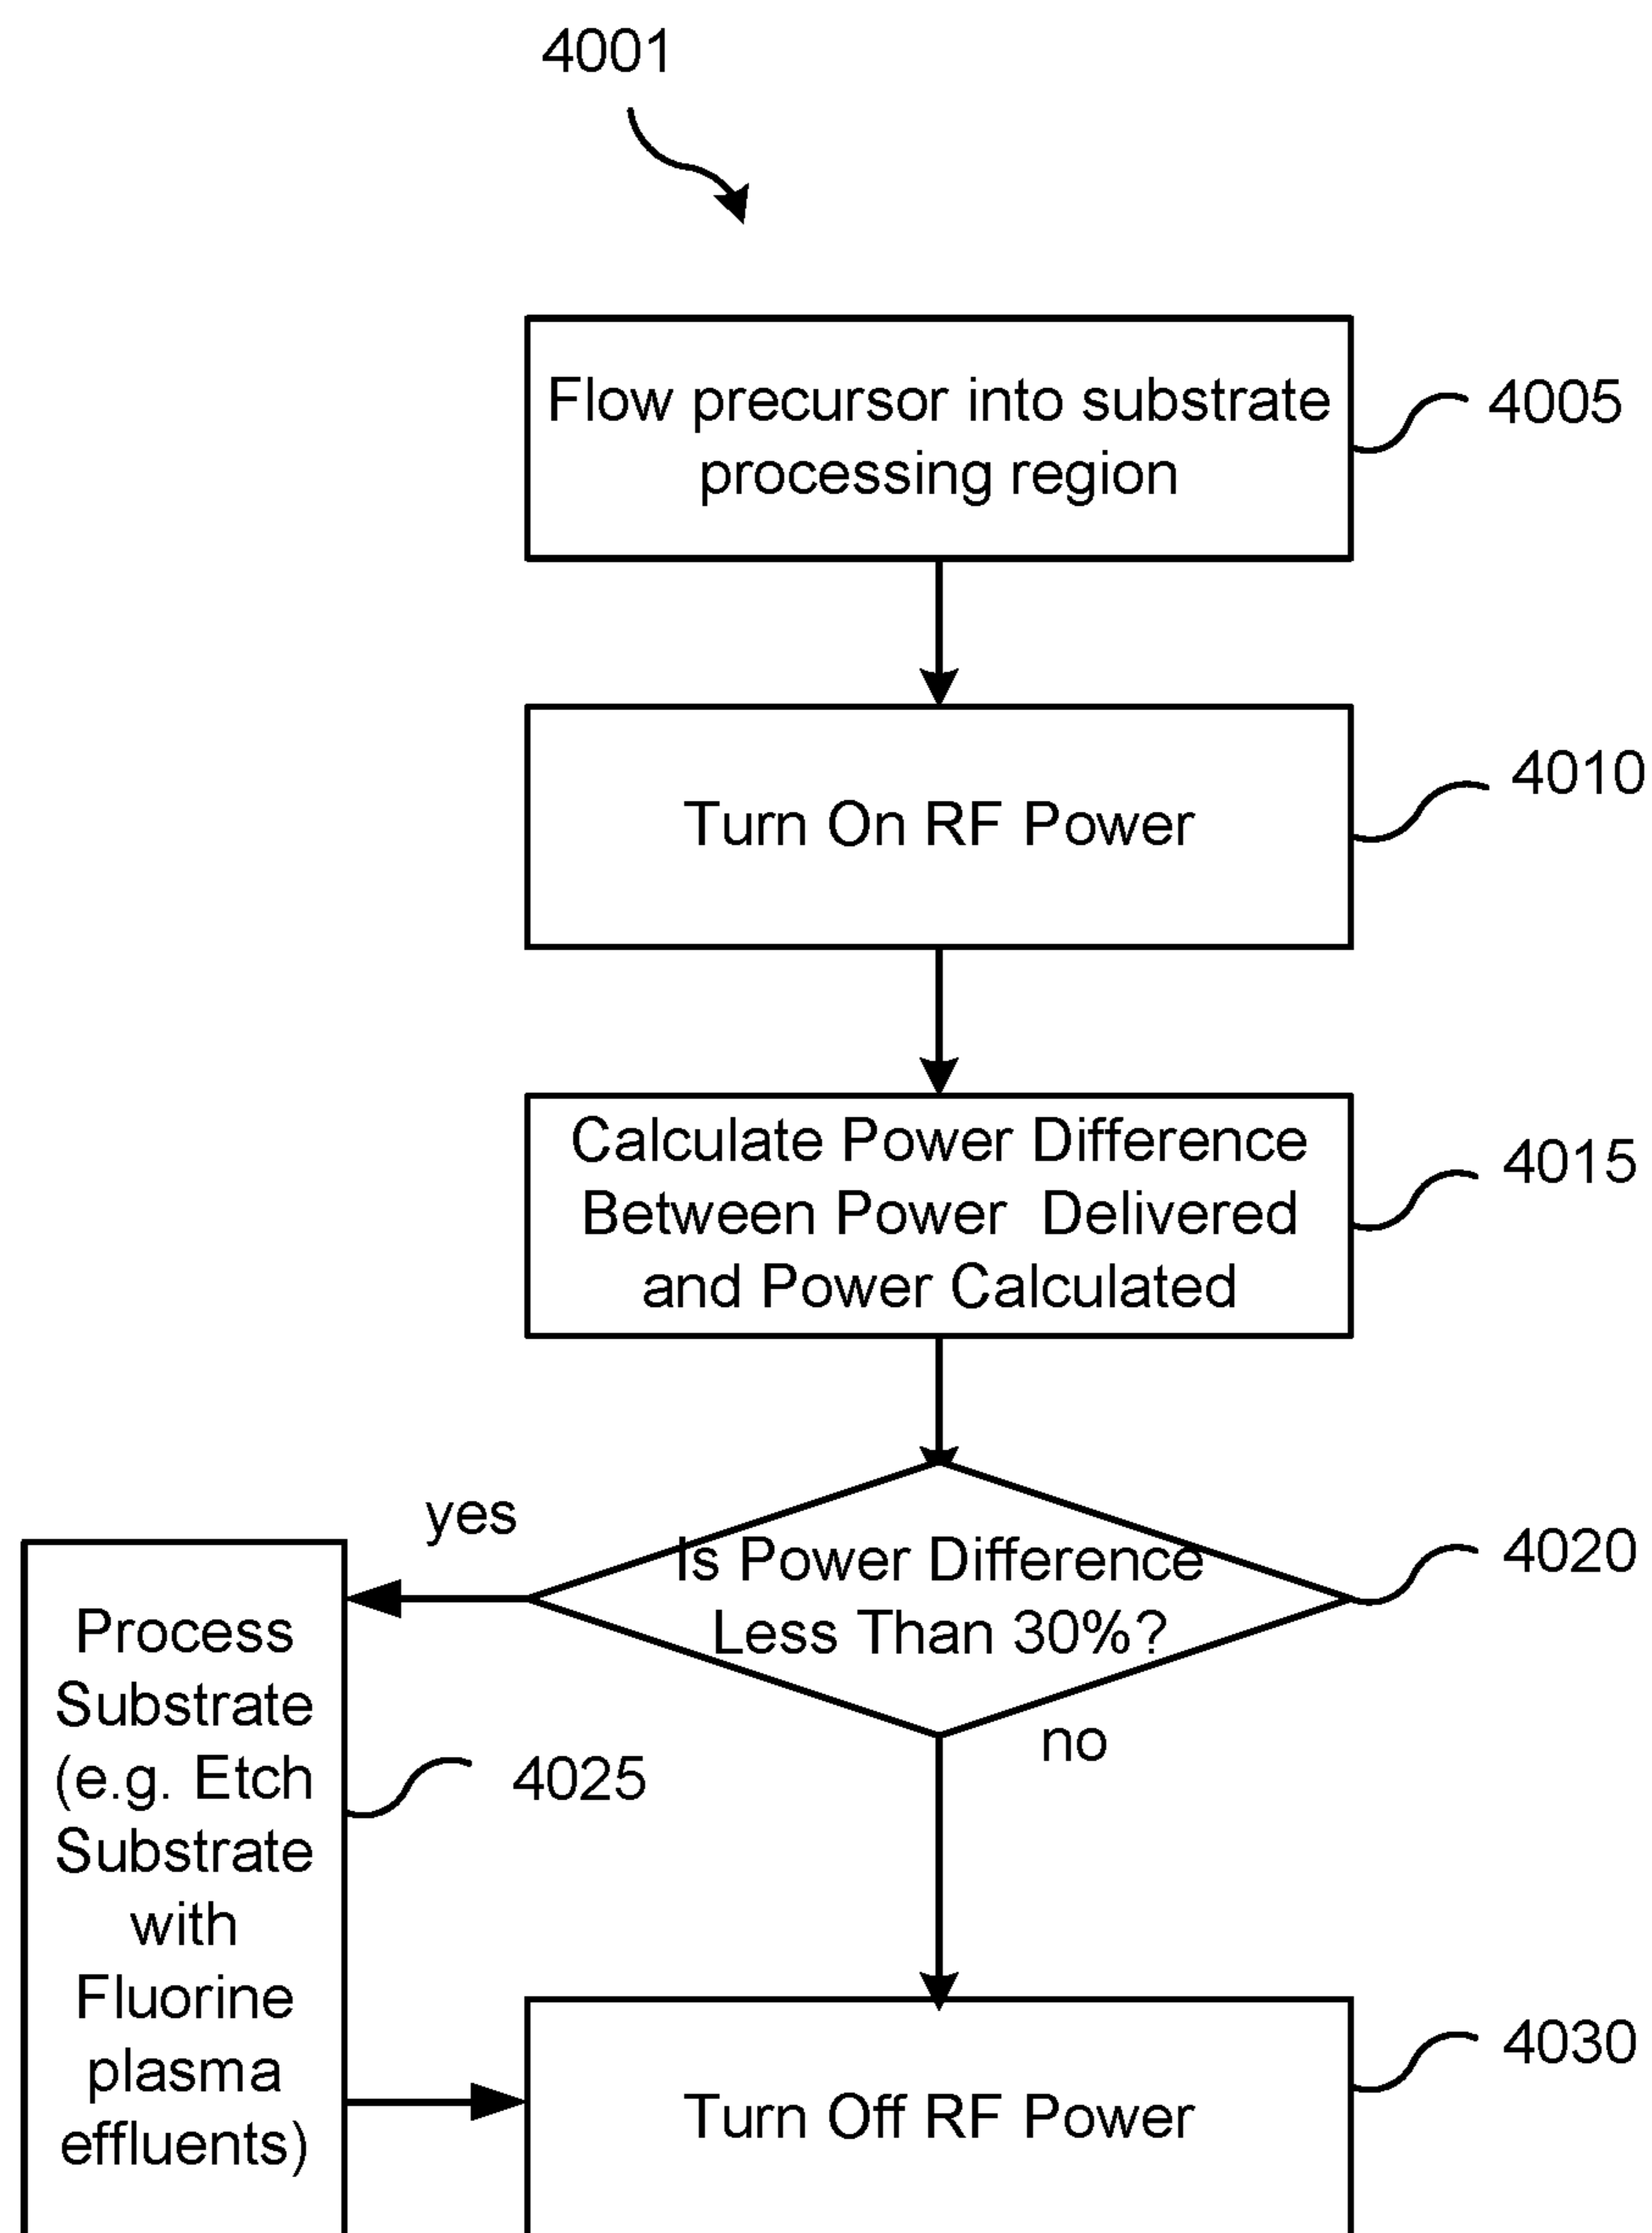 4001
Flow precursor into substrate
processing region
4005
Turn On RF Power
4010
Calculate Power Difference
Between Power Delivered
and Power Calculated
4015
Is Power Difference
Less Than 30%?
4020
yes
no
Process
Substrate
(e.g. Etch
Substrate
with
Fluorine
plasma
effluents)
4025
Turn Off RF Power
4030